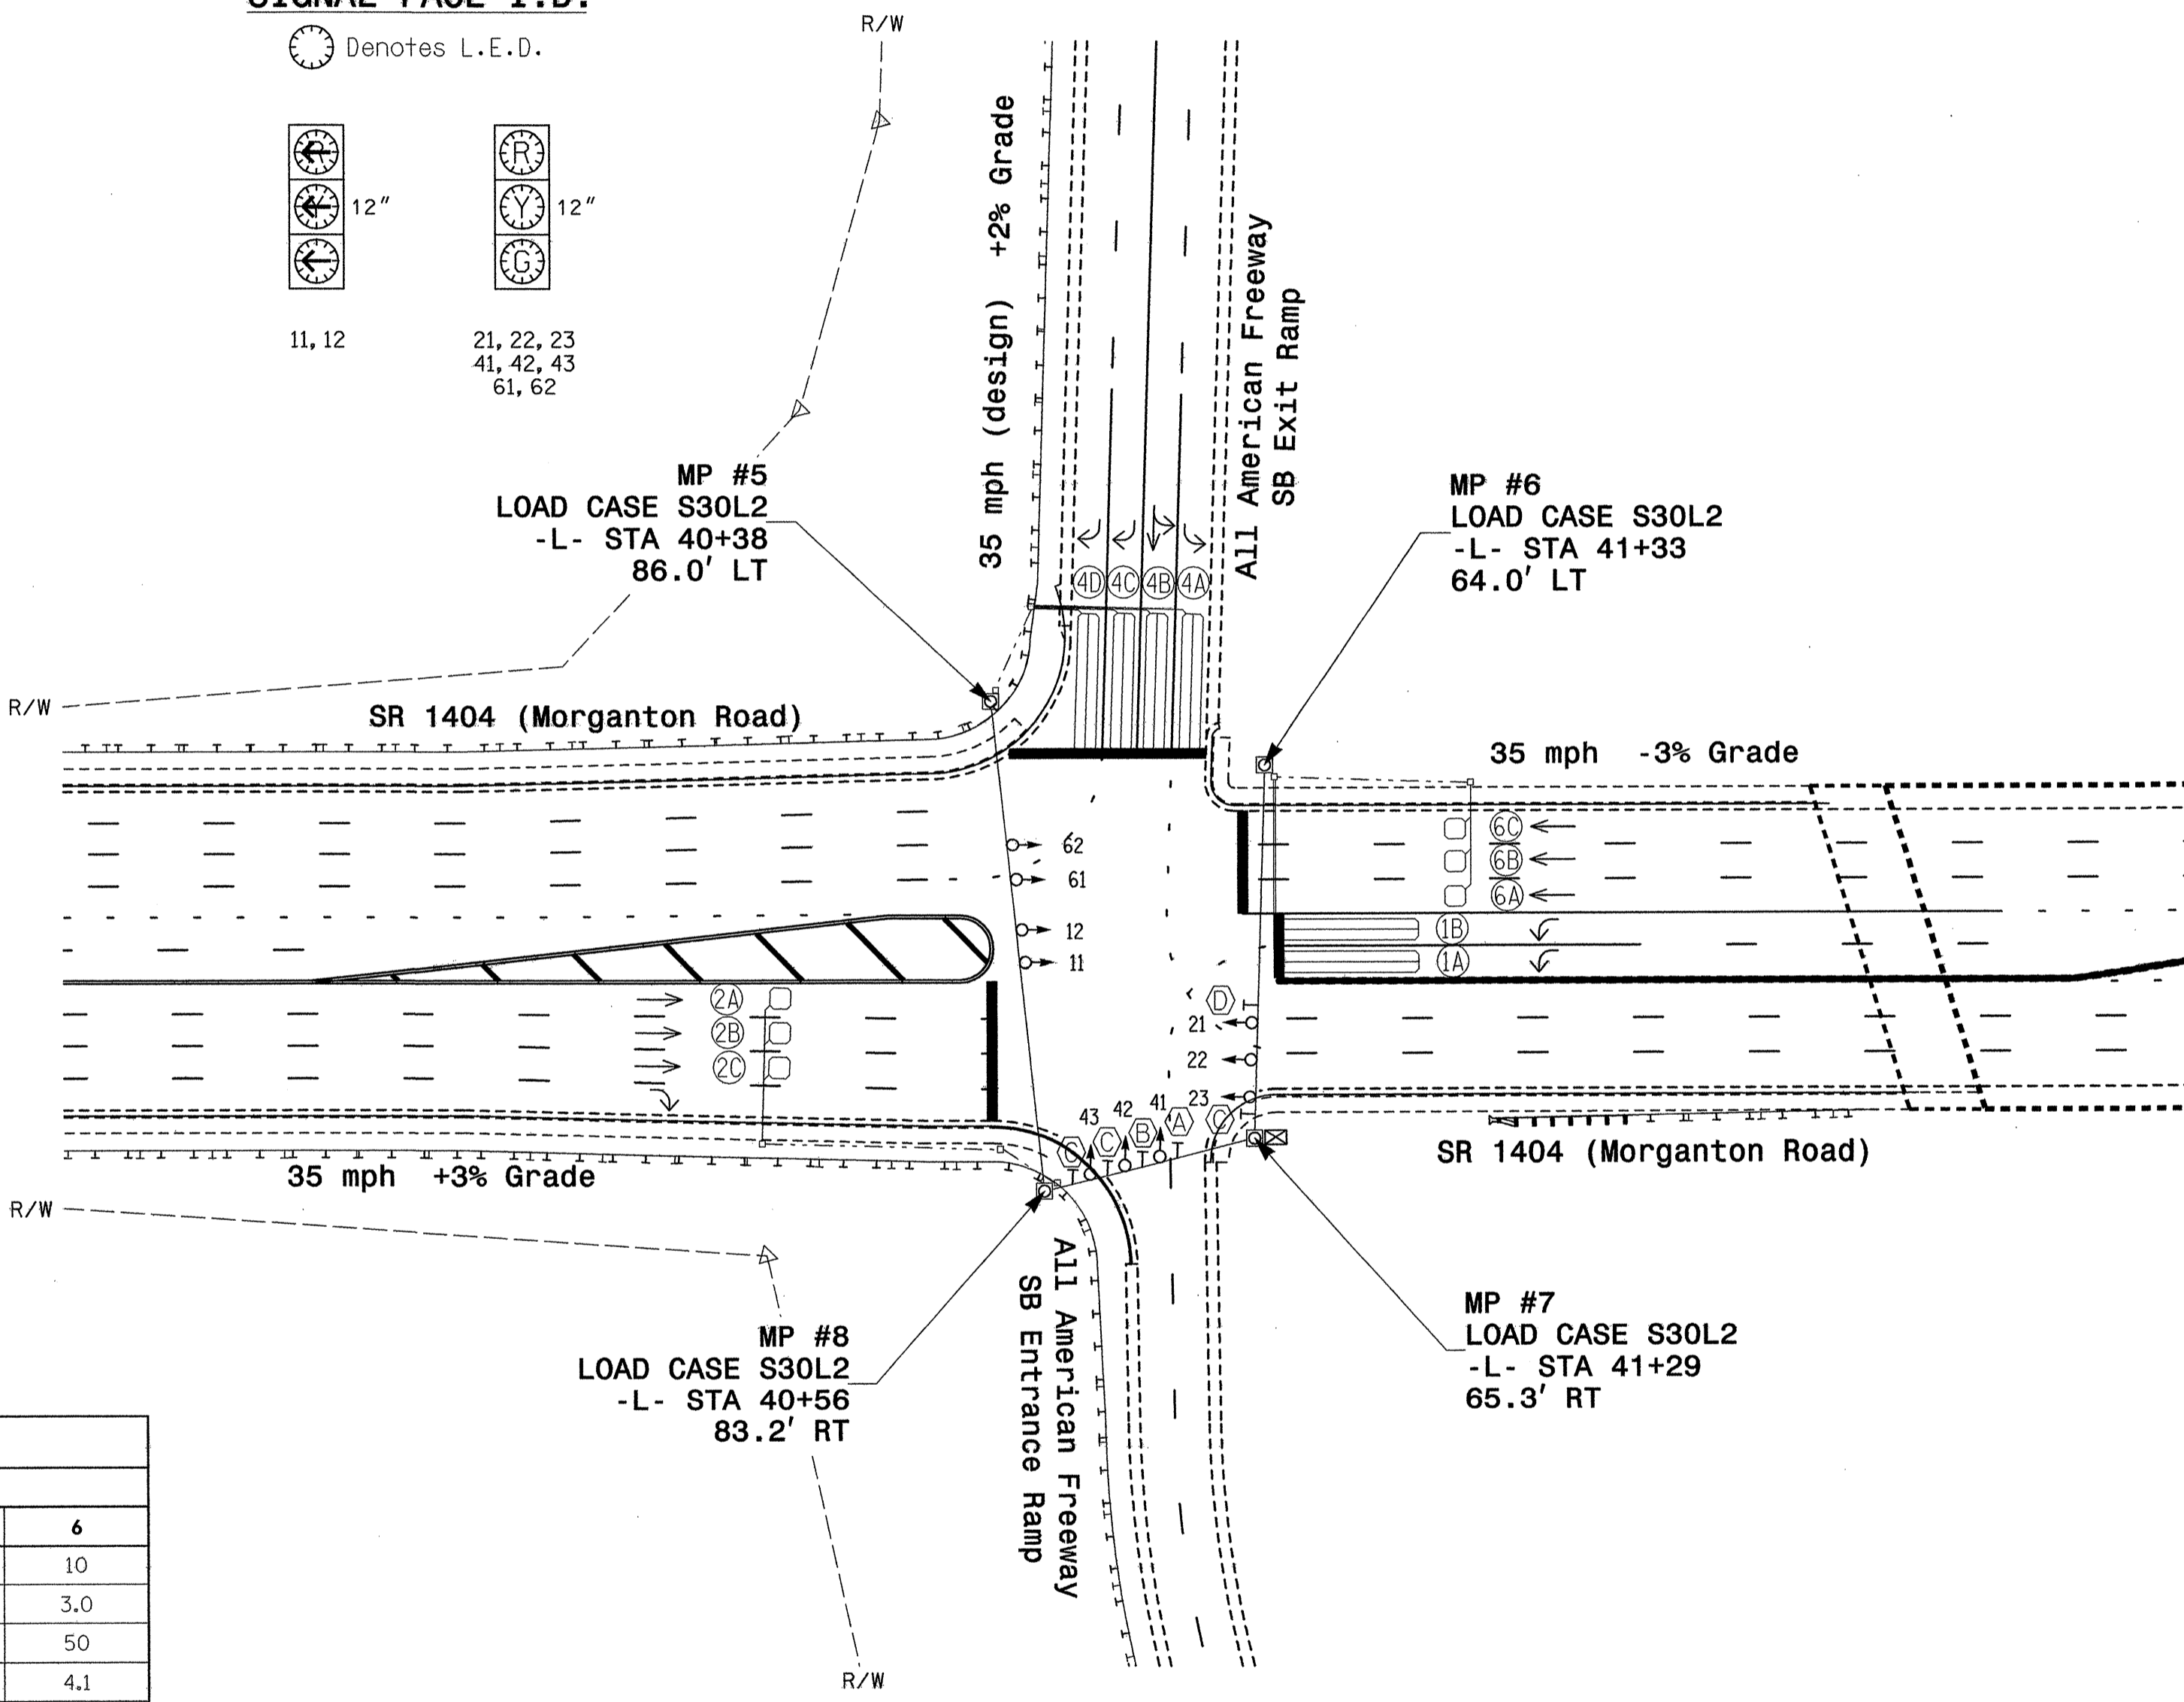 SIGNAL FACE I.D.
Denotes L.E.D.
R
Y
12"
R
Y
G
12"
11, 12
21, 22, 23
41, 42, 43
61, 62
R/W
35 mph (design) +2% Grade
All American Freeway
SB Exit Ramp
MP #5
LOAD CASE S30L2
-L- STA 40+38
86.0' LT
MP #6
LOAD CASE S30L2
-L- STA 41+33
64.0' LT
4D 4C 4B 4A
R/W
SR 1404 (Morganton Road)
35 mph -3% Grade
62
61
12
11
6C
6B
6A
1B
1A
2A
2B
2C
D
21
22
23
43 42 41
C C B A C
35 mph +3% Grade
SR 1404 (Morganton Road)
R/W
All American Freeway
SB Entrance Ramp
MP #8
LOAD CASE S30L2
-L- STA 40+56
83.2' RT
MP #7
LOAD CASE S30L2
-L- STA 41+29
65.3' RT
R/W
6
10
3.0
50
4.1